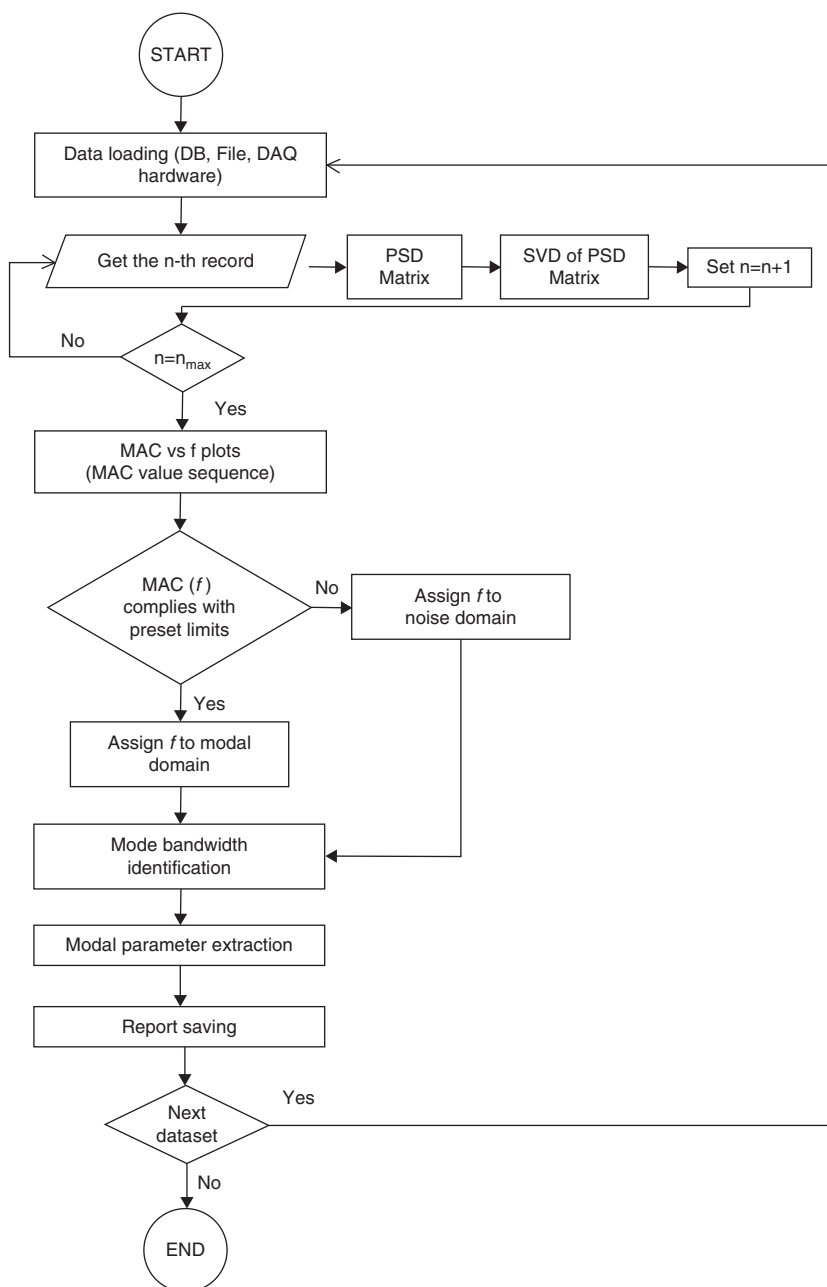 START
Data loading (DB, File, DAQ
hardware)
Get the n-th record
PSD
Matrix
SVD of PSD
Matrix
Set n=n+1
No
n=nmax
Yes
MAC vs f plots
(MAC value sequence)
MAC (f)
complies with
preset limits
No
Assign f to
noise domain
Yes
Assign f to modal
domain
Mode bandwidth
identification
Modal parameter extraction
Report saving
Next
dataset
Yes
No
END